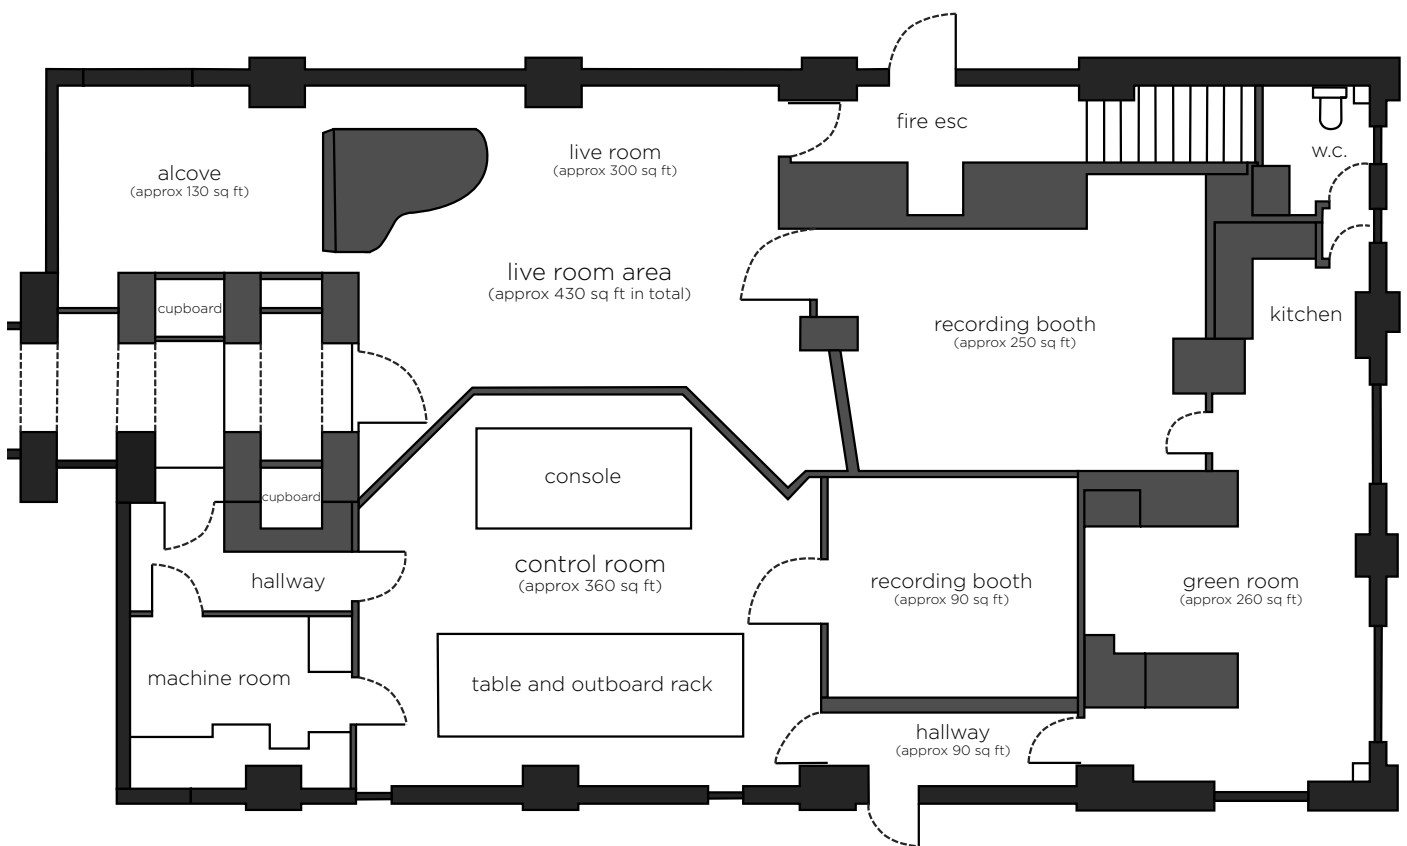 fire esc
live room
(approx 300 sq ft)
w.c.
alcove
(approx 130 sq ft)
live room area
(approx 430 sq ft in total)
cupboard
kitchen
recording booth
(approx 250 sq ft)
console
cupboard
control room
(approx 360 sq ft)
hallway
recording booth
(approx 90 sq ft)
green room
(approx 260 sq ft)
machine room
table and outboard rack
hallway
(approx 90 sq ft)